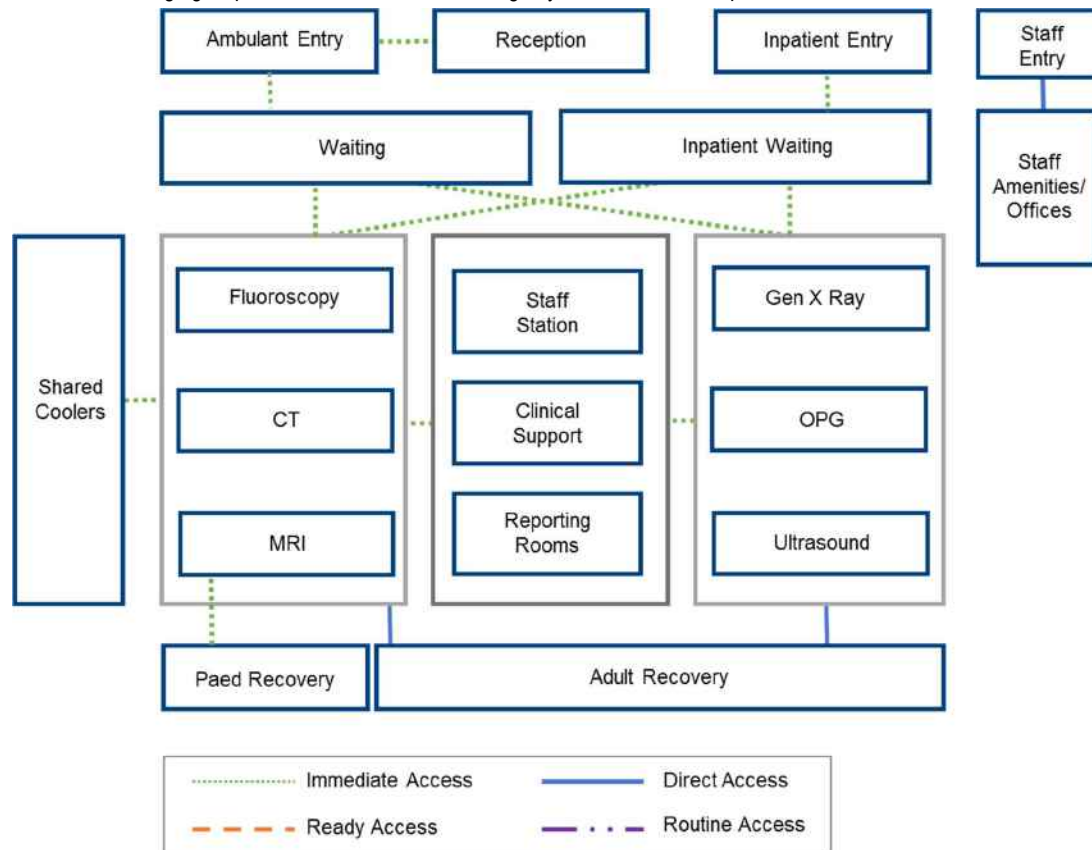 Ambulant Entry
Reception
Inpatient Entry
Staff
Entry
Waiting
Inpatient Waiting
Staff
Amenities/
Offices
Shared
Coolers
Fluoroscopy
CT
MRI
Staff
Station
Clinical
Support
Reporting
Rooms
Gen X Ray
OPG
Ultrasound
Paed Recovery
Adult Recovery
Immediate Access
Direct Access
Ready Access
Routine Access